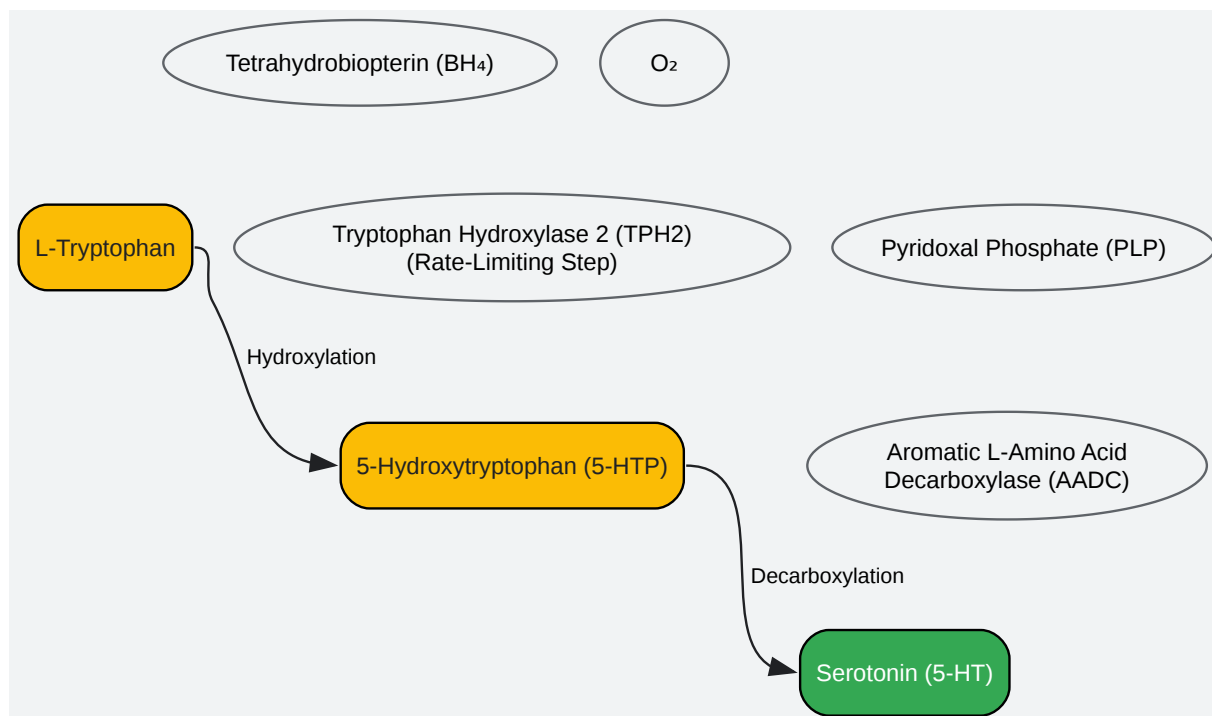 Tetrahydrobiopterin (BH₄)
O₂
L-Tryptophan
Tryptophan Hydroxylase 2 (TPH2)
(Rate-Limiting Step)
Pyridoxal Phosphate (PLP)
Hydroxylation
5-Hydroxytryptophan (5-HTP)
Aromatic L-Amino Acid
Decarboxylase (AADC)
Decarboxylation
Serotonin (5-HT)